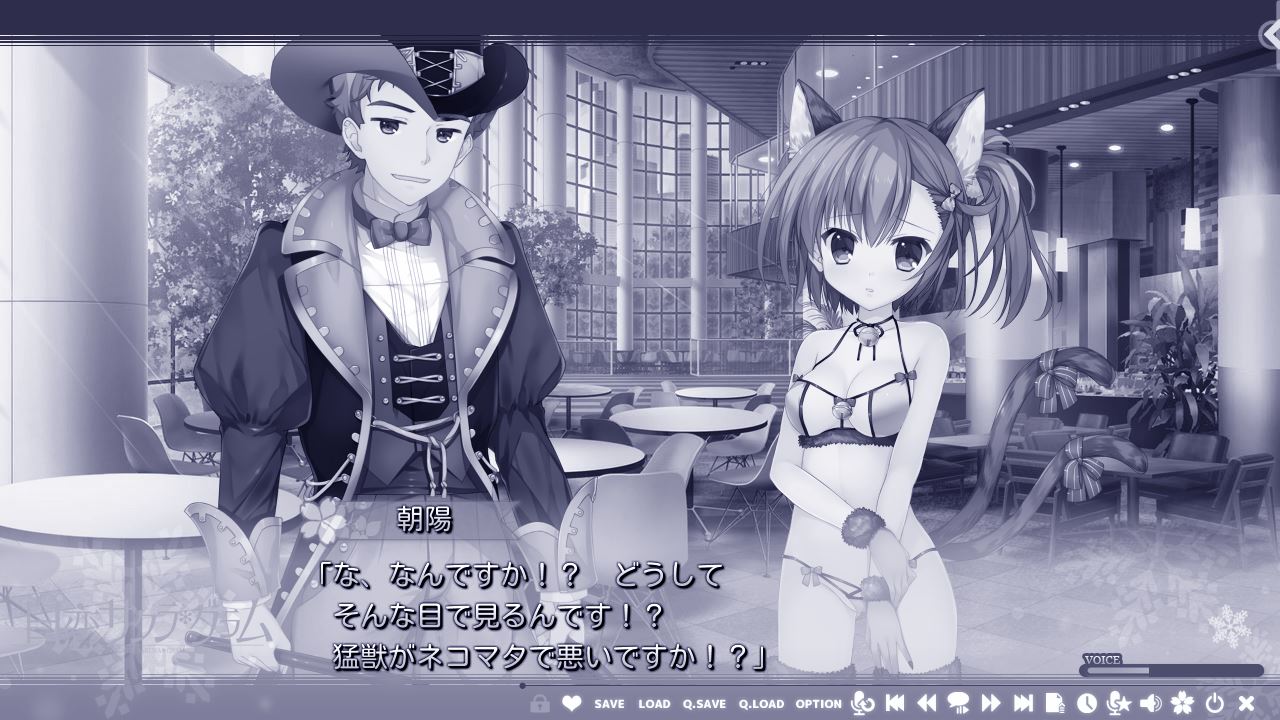 朝陽
「な、なんですか！？　どうして
そんな目で見るんです！？
猛獣がネコマタで悪いですか！？」
VOICE
SAVE LOAD Q.SAVE Q.LOAD OPTION